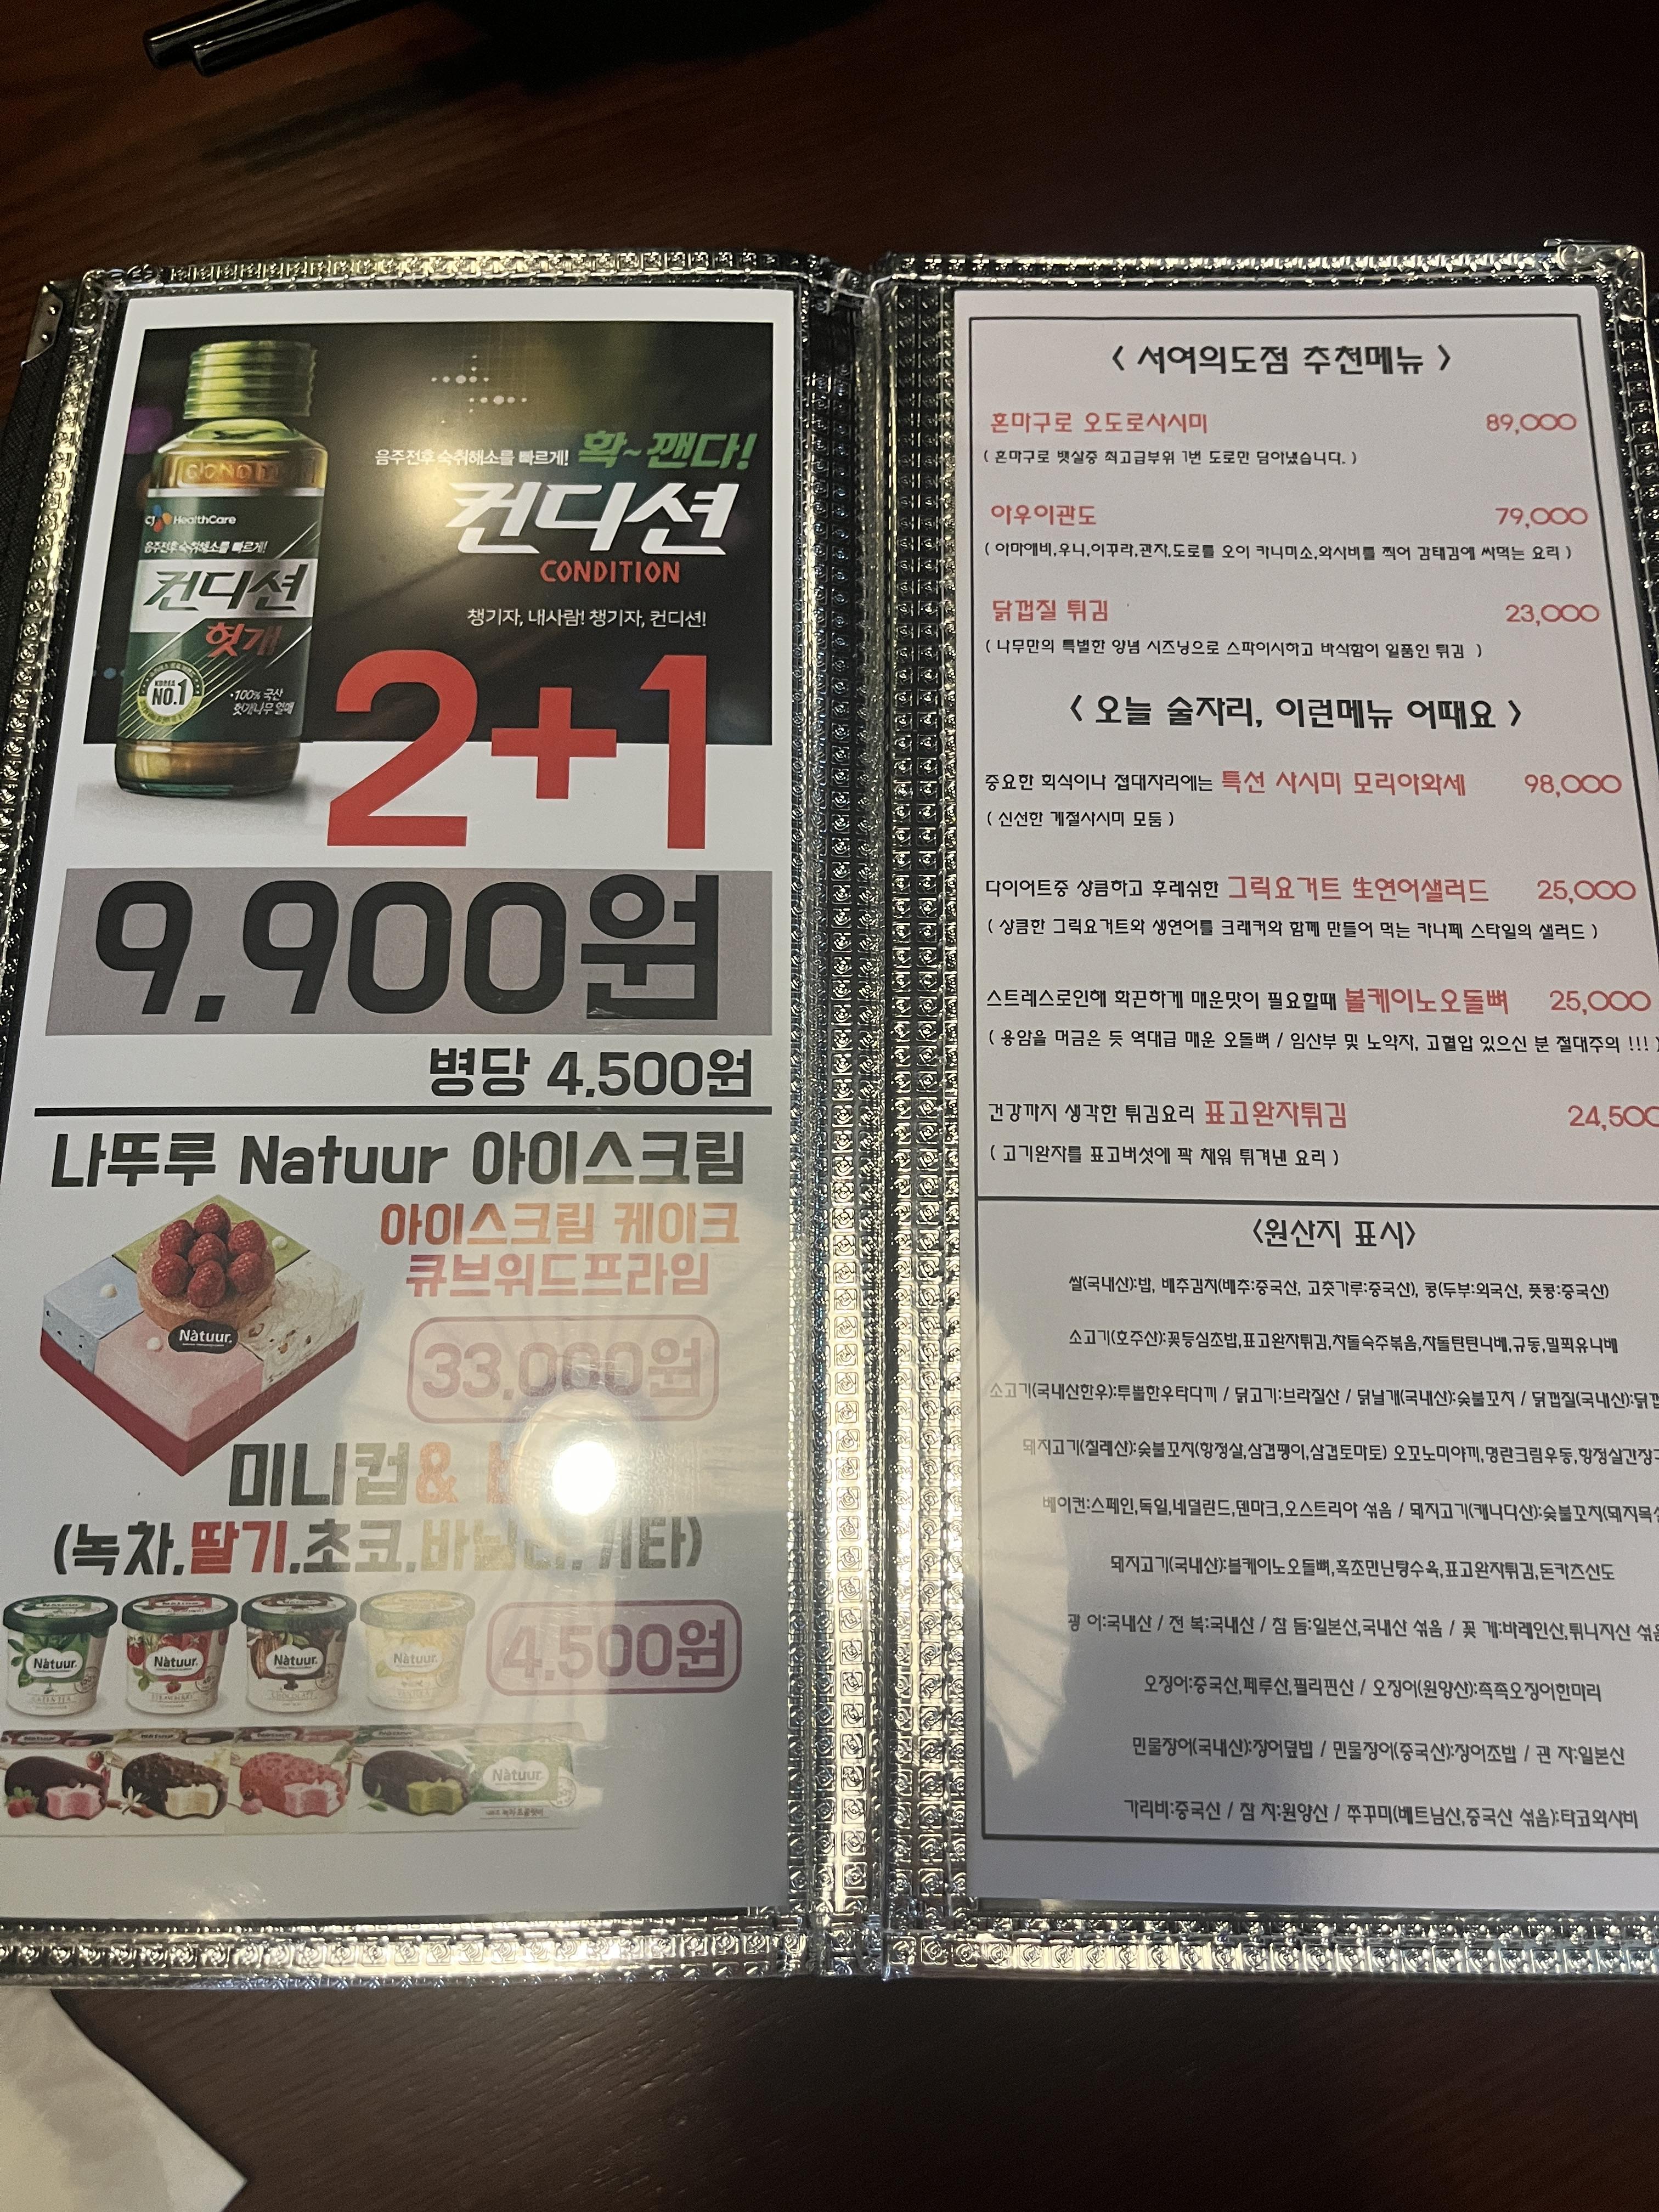 음주전후 숙취해소를 빠르게! 확~깬다!
컨디션
CONDITION
챙기자, 내사람! 챙기자, 컨디션!
CJ HealthCare
음주전후 숙취해소를 빠르게!
컨디션
헛개
KOREA
NO.1
·100% 국산
헛개나무 열매
2+1
9,900원
병당 4,500원
나뚜루 Natuur 아이스크림
아이스크림 케이크
큐브위드프라임
Natuur.
33,000원
미니컵&
(녹차,딸기,초코,바닐라,기타)
Natuur. Natuur. Natuur. Natuur.
4,500원
Natuur.
< 서여의도점 추천메뉴 >
혼마구로 오도로사시미 89,000
( 혼마구로 뱃살중 최고급부위 1번 도로만 담아냈습니다. )
아우이관도 79,000
( 아마에비,우니,이꾸라,관자,도로를 오이 카니미소,와사비를 찍어 감태김에 싸먹는 요리 )
닭껍질 튀김 23,000
( 나무만의 특별한 양념 시즈닝으로 스파이시하고 바삭함이 일품인 튀김 )
< 오늘 술자리, 이런메뉴 어때요 >
중요한 회식이나 접대자리에는 특선 사시미 모리아와세 98,000
( 신선한 계절사시미 모둠 )
다이어트중 상큼하고 후레쉬한 그릭요거트 生연어샐러드 25,000
( 상큼한 그릭요거트와 생연어를 크래커와 함께 만들어 먹는 카나페 스타일의 샐러드 )
스트레스로인해 화끈하게 매운맛이 필요할때 볼케이노오돌뼈 25,000
( 용암을 머금은 듯 역대급 매운 오돌뼈 / 임산부 및 노약자, 고혈압 있으신 분 절대주의 !!! )
건강까지 생각한 튀김요리 표고완자튀김 24,500
( 고기완자를 표고버섯에 꽉 채워 튀겨낸 요리 )
<원산지 표시>
쌀(국내산):밥, 배추김치(배추:중국산, 고춧가루:중국산), 콩(두부:외국산, 풋콩:중국산)
소고기(호주산):꽃등심초밥,표고완자튀김,차돌숙주볶음,차돌탄탄나베,규동,밀푀유나베
소고기(국내산한우):투뿔한우타다끼 / 닭고기:브라질산 / 닭날개(국내산):숯불꼬치 / 닭껍질(국내산):닭껍
돼지고기(칠레산):숯불꼬치(항정살,삼겹팽이,삼겹토마토) 오꼬노미야끼,명란크림우동,항정살간장구
베이컨:스페인,독일,네덜란드,덴마크,오스트리아 섞음 / 돼지고기(캐나다산):숯불꼬치(돼지목살
돼지고기(국내산):볼케이노오돌뼈,흑초민난탕수육,표고완자튀김,돈카츠산도
광 어:국내산 / 전 복:국내산 / 참 돔:일본산,국내산 섞음 / 꽃 게:바레인산,튀니지산 섞음
오징어:중국산,페루산,필리핀산 / 오징어(원양산):촉촉오징어한마리
민물장어(국내산):장어덮밥 / 민물장어(중국산):장어초밥 / 관 자:일본산
가리비:중국산 / 참 치:원양산 / 쭈꾸미(베트남산,중국산 섞음):타코와사비